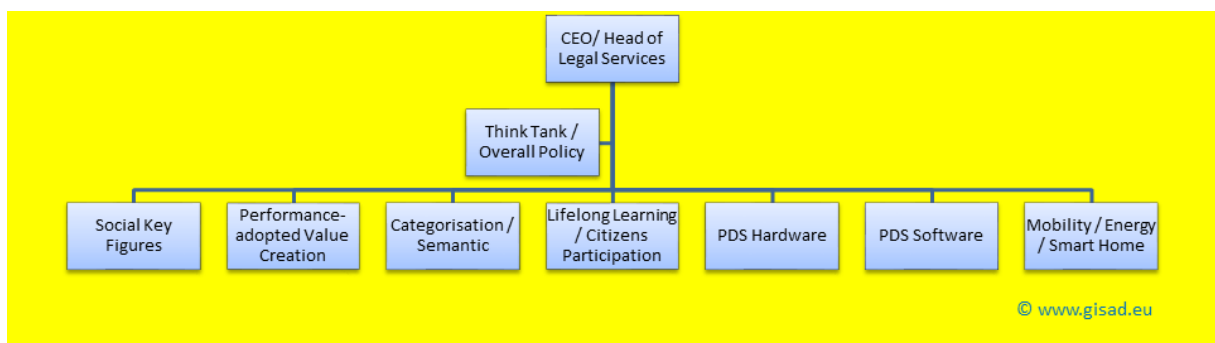 CEO/ Head of
Legal Services
Think Tank /
Overall Policy
Social Key
Figures
Performance-
adopted Value
Creation
Categorisation /
Semantic
Lifelong Learning
/ Citizens
Participation
PDS Hardware
PDS Software
Mobility / Energy
/ Smart Home
© www.gisad.eu